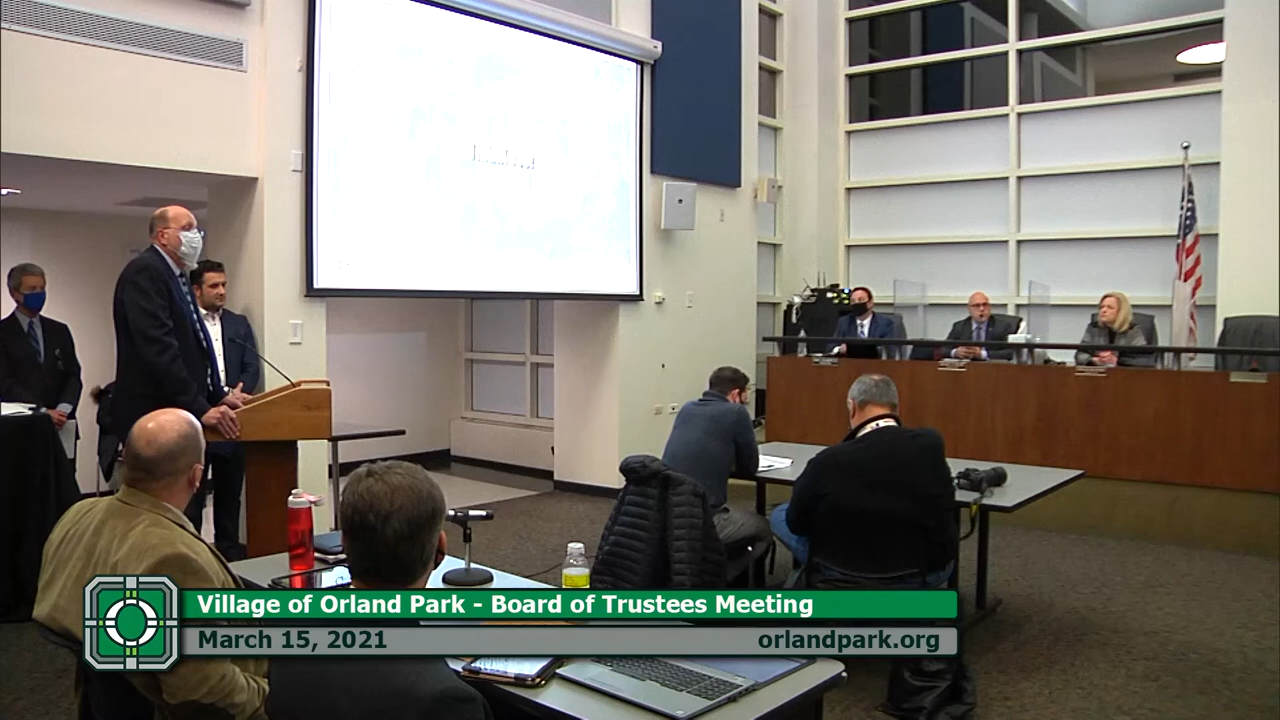 Village of Orland Park - Board of Trustees Meeting
March 15, 2021
orlandpark.org